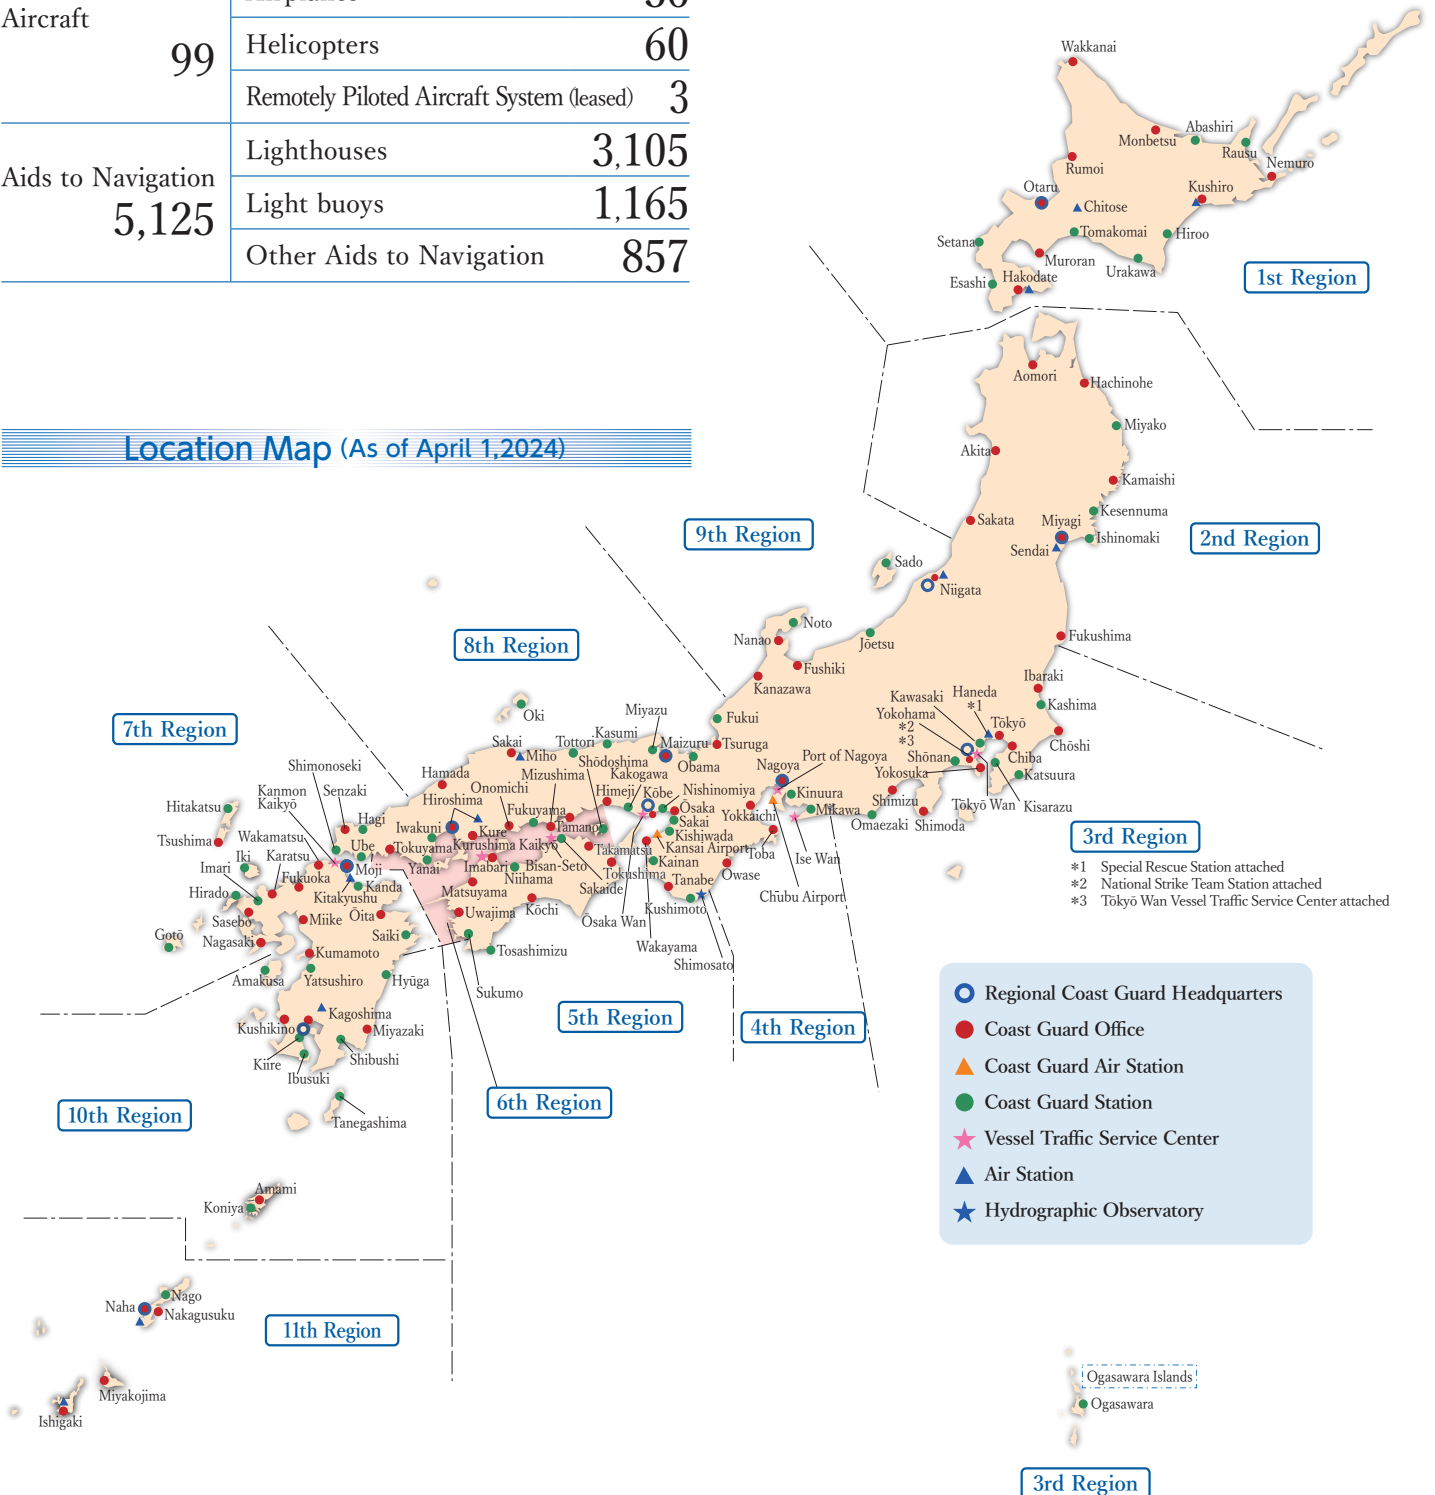 Aircraft
99
Helicopters 60
Remotely Piloted Aircraft System (leased) 3
Aids to Navigation
5,125
Lighthouses 3,105
Light buoys 1,165
Other Aids to Navigation 857
Location Map (As of April 1,2024)
Wakkanai
Monbetsu
Abashiri
Rausu
Nemuro
Rumoi
Otaru
Chitose
Kushiro
Setana
Tomakomai
Hiroo
Muroran
Urakawa
Esashi
Hakodate
1st Region
Aomori
Hachinohe
Miyako
Akita
Kamaishi
Kesennuma
Sakata
Miyagi
Ishinomaki
Sendai
2nd Region
9th Region
Sado
Niigata
Noto
Nanao
Jōetsu
Fushiki
Kanazawa
Fukushima
Ibaraki
Kashima
Kawasaki
Haneda
*1
Yokohama
*2
*3
Tōkyō
Chōshi
Shōnan
Chiba
Yokosuka
Katsuura
Tōkyō Wan
Kisarazu
Shimizu
Shimoda
Omaezaki
3rd Region
*1 Special Rescue Station attached
*2 National Strike Team Station attached
*3 Tōkyō Wan Vessel Traffic Service Center attached
8th Region
Oki
Miyazu
Fukui
Sakai
Miho
Tottori
Kasumi
Maizuru
Obama
Tsuruga
Hamada
Mizushima
Shōdoshima
Kakogawa
Himeji
Kōbe
Nishinomiya
Nagoya
Port of Nagoya
Kinuura
Mikawa
Yokkaichi
Toba
Ise Wan
Chūbu Airport
Owase
Onomichi
Hiroshima
Fukuyama
Tamano
Ōsaka
Sakai
Kishiwada
Kansai Airport
Kainan
Tanabe
Kushimoto
Wakayama
Shimosato
Ōsaka Wan
Iwakuni
Kure
Kurushima Kaikyō
Takamatsu
Tokushima
Tokuyama
Yanai
Imabari
Bisan-Seto
Niihama
Sakaide
Matsuyama
Kōchi
Uwajima
Tosashimizu
Sukumo
5th Region
4th Region
6th Region
7th Region
Shimonoseki
Senzaki
Kanmon
Kaikyō
Hitakatsu
Hagi
Tsushima
Wakamatsu
Ube
Iki
Karatsu
Imari
Fukuoka
Moji
Kitakyushu
Kanda
Hirado
Sasebo
Miike
Ōita
Gotō
Nagasaki
Saiki
Kumamoto
Amakusa
Yatsushiro
Hyūga
Kagoshima
Kushikino
Miyazaki
Kiire
Shibushi
Ibusuki
10th Region
Tanegashima
Amami
Koniya
Nago
Naha
Nakagusuku
11th Region
Miyakojima
Ishigaki
Regional Coast Guard Headquarters
Coast Guard Office
Coast Guard Air Station
Coast Guard Station
Vessel Traffic Service Center
Air Station
Hydrographic Observatory
Ogasawara Islands
Ogasawara
3rd Region